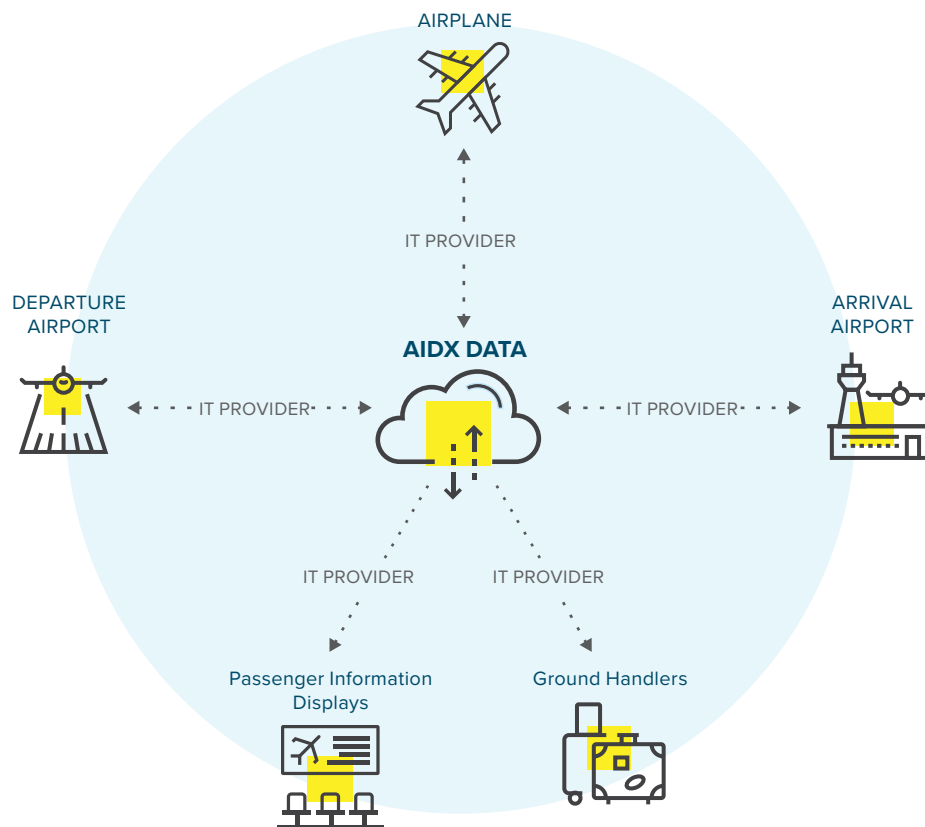 AIRPLANE
IT PROVIDER
DEPARTURE
AIRPORT
ARRIVAL
AIRPORT
AIDX DATA
IT PROVIDER
IT PROVIDER
IT PROVIDER
IT PROVIDER
Passenger Information
Displays
Ground Handlers